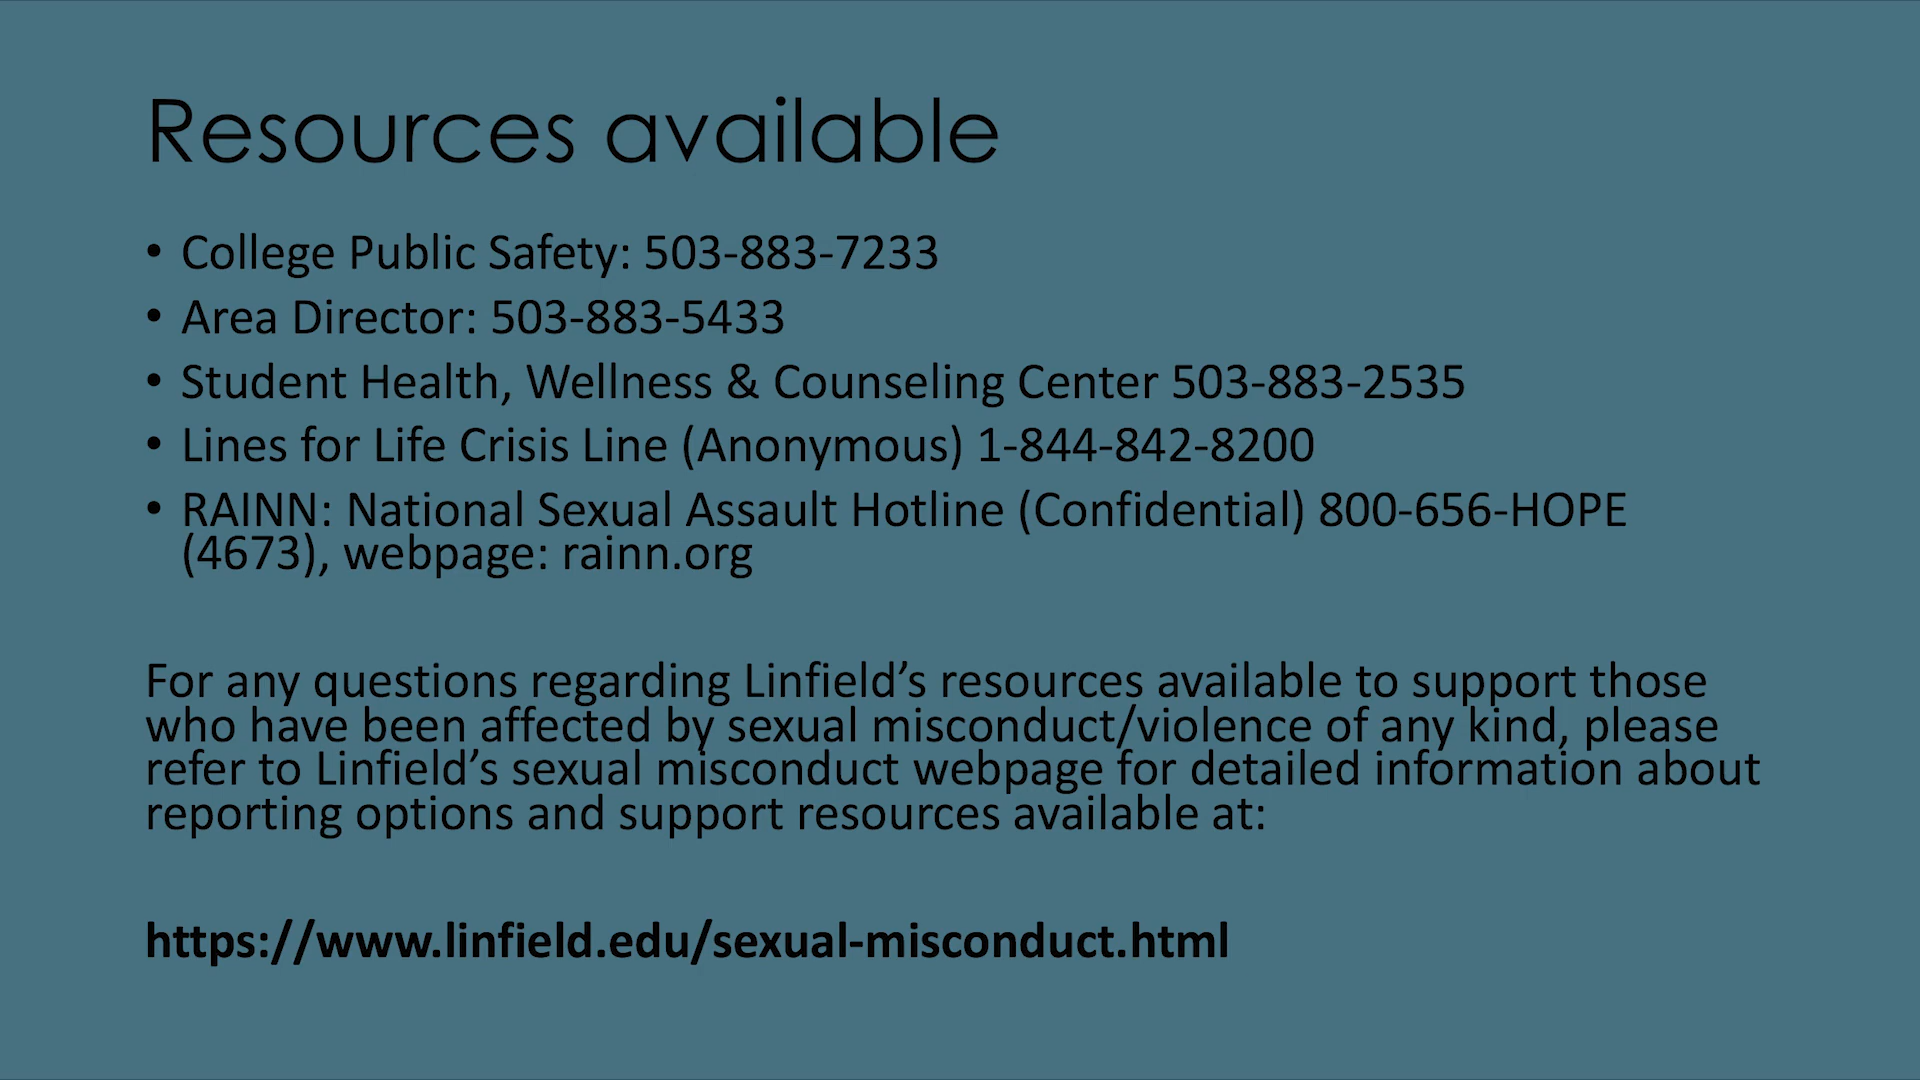 Resources available
• College Public Safety: 503-883-7233
• Area Director: 503-883-5433
• Student Health, Wellness & Counseling Center 503-883-2535
• Lines for Life Crisis Line (Anonymous) 1-844-842-8200
• RAINN: National Sexual Assault Hotline (Confidential) 800-656-HOPE
(4673), webpage: rainn.org
For any questions regarding Linfield’s resources available to support those
who have been affected by sexual misconduct/violence of any kind, please
refer to Linfield’s sexual misconduct webpage for detailed information about
reporting options and support resources available at:
https://www.linfield.edu/sexual-misconduct.html